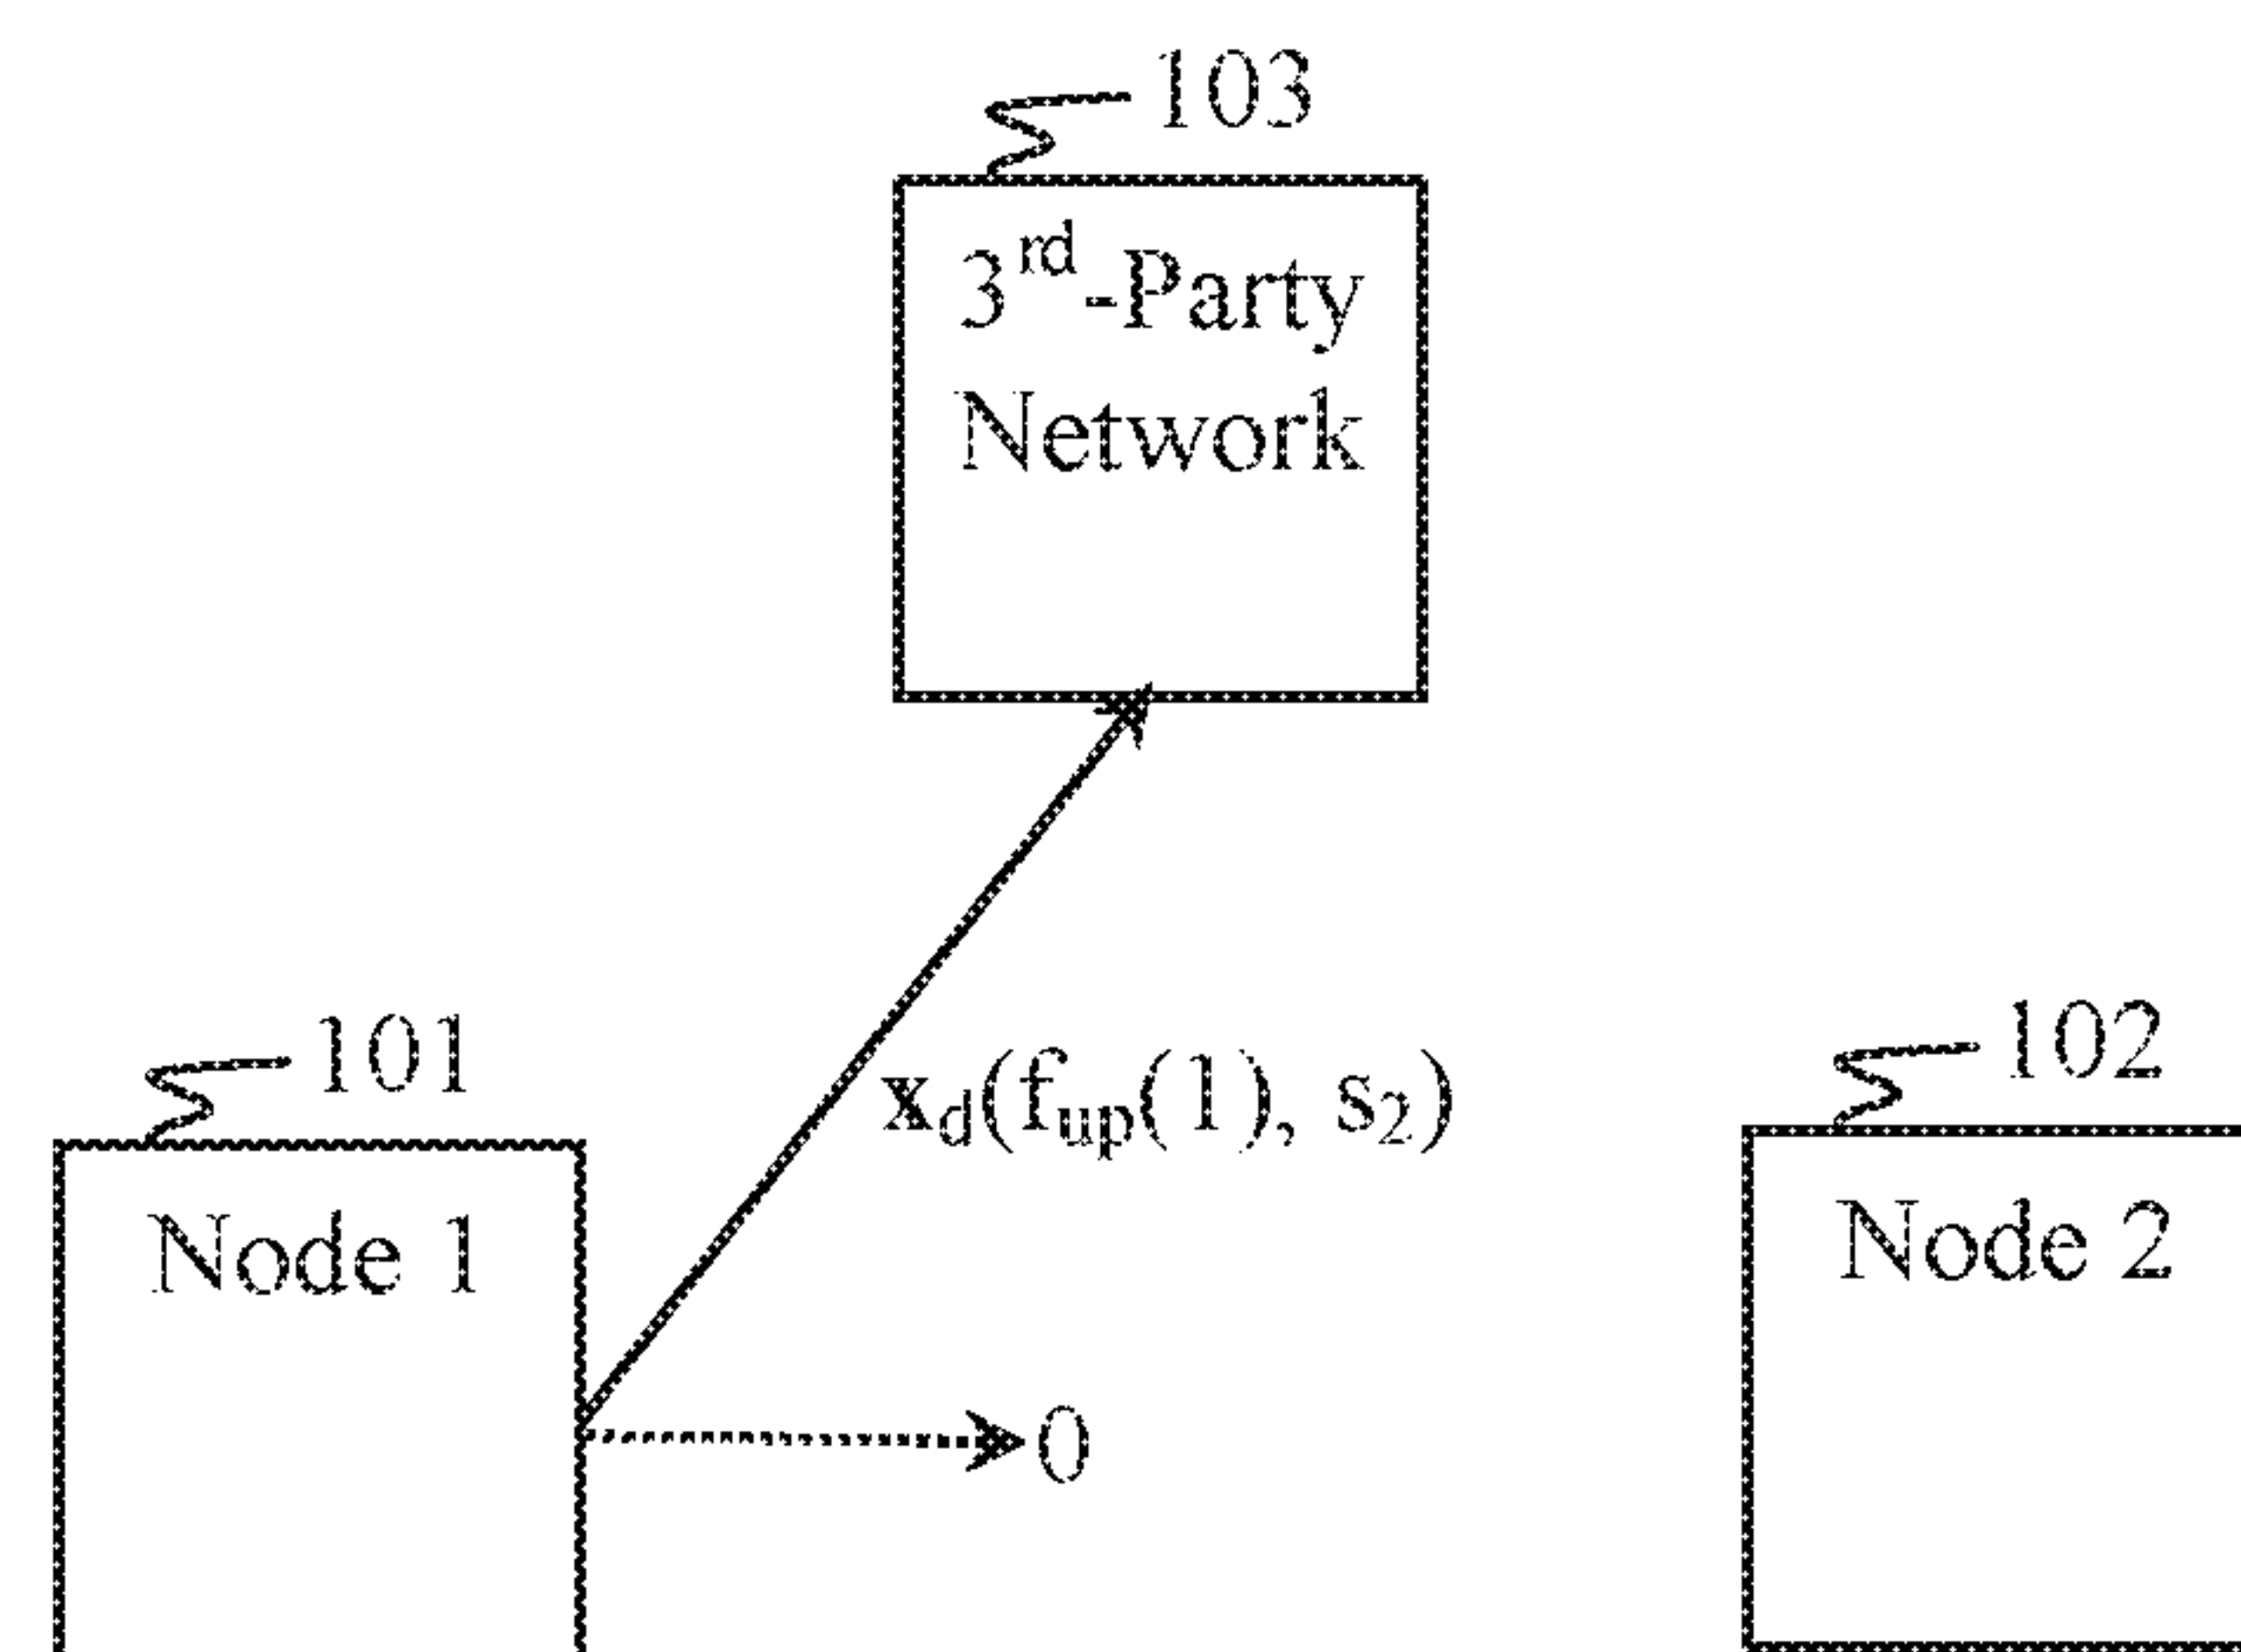 103
3rd-Party
Network
101
xd(fup(1), s2)
102
Node 1
Node 2
0